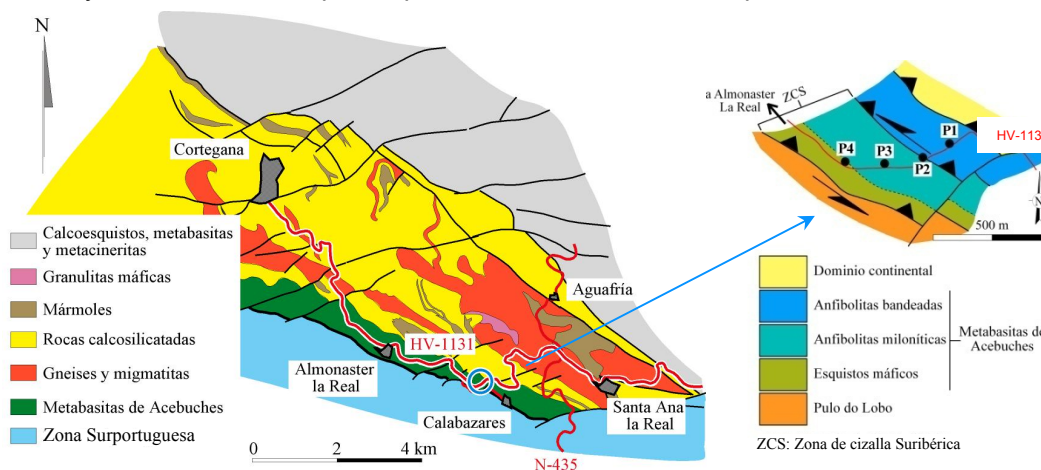 N
Cortegana
Calcoesquistos, metabasitas
y metacineritas
Granulitas máficas
Mármoles
Rocas calcosilicatadas
Gneises y migmatitas
Metabasitas de Acebuches
Zona Surportuguesa
Aguafría
HV-1131
Almonaster
la Real
Calabazares
Santa Ana
la Real
0 2 4 km
N-435
a Almonaster
La Real
ZCS
P1
HV-113
P4
P3
P2
N
500 m
Dominio continental
Anfibolitas bandeadas
Anfibolitas miloníticas
Metabasitas de
Acebuches
Esquistos máficos
Pulo do Lobo
ZCS: Zona de cizalla Suribérica